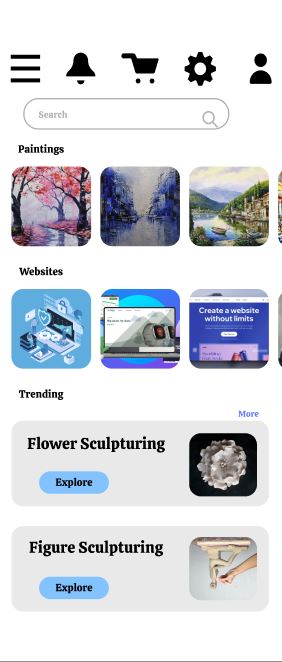 Search
Paintings
Websites
Create a website
without limits
Trending
More
Flower Sculpturing
Explore
Figure Sculpturing
Explore